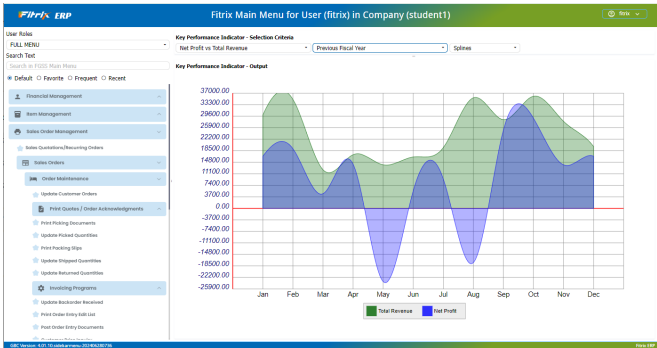 Fitrix ERP
Fitrix Main Menu for User (fitrix) in Company (student1)
fitrix
User Roles
FULL MENU
Search Text
Search in FOSS Main Menu
Default Favorite Frequent Recent
Financial Management
Item Management
Sales Order Management
Sales Quotations/Recurring Orders
Sales Orders
Order Maintenance
Update Customer Orders
Print Quotes / Order Acknowledgments
Print Picking Documents
Update Picked Quantities
Print Packing Slips
Update Shipped Quantities
Update Returned Quantities
Invoicing Programs
Update Backorder Received
Print Order Entry Edit List
Post Order Entry Documents
Key Performance Indicator - Selection Criteria
Net Profit vs Total Revenue Previous Fiscal Year Splines
Key Performance Indicator - Output
37000.00
33300.00
29600.00
25900.00
22200.00
18500.00
14800.00
11100.00
7400.00
3700.00
0.00
-3700.00
-7400.00
-11100.00
-14800.00
-18500.00
-22200.00
-25900.00
Jan Feb Mar Apr May Jun Jul Aug Sep Oct Nov Dec
Total Revenue Net Profit
Fitrix ERP